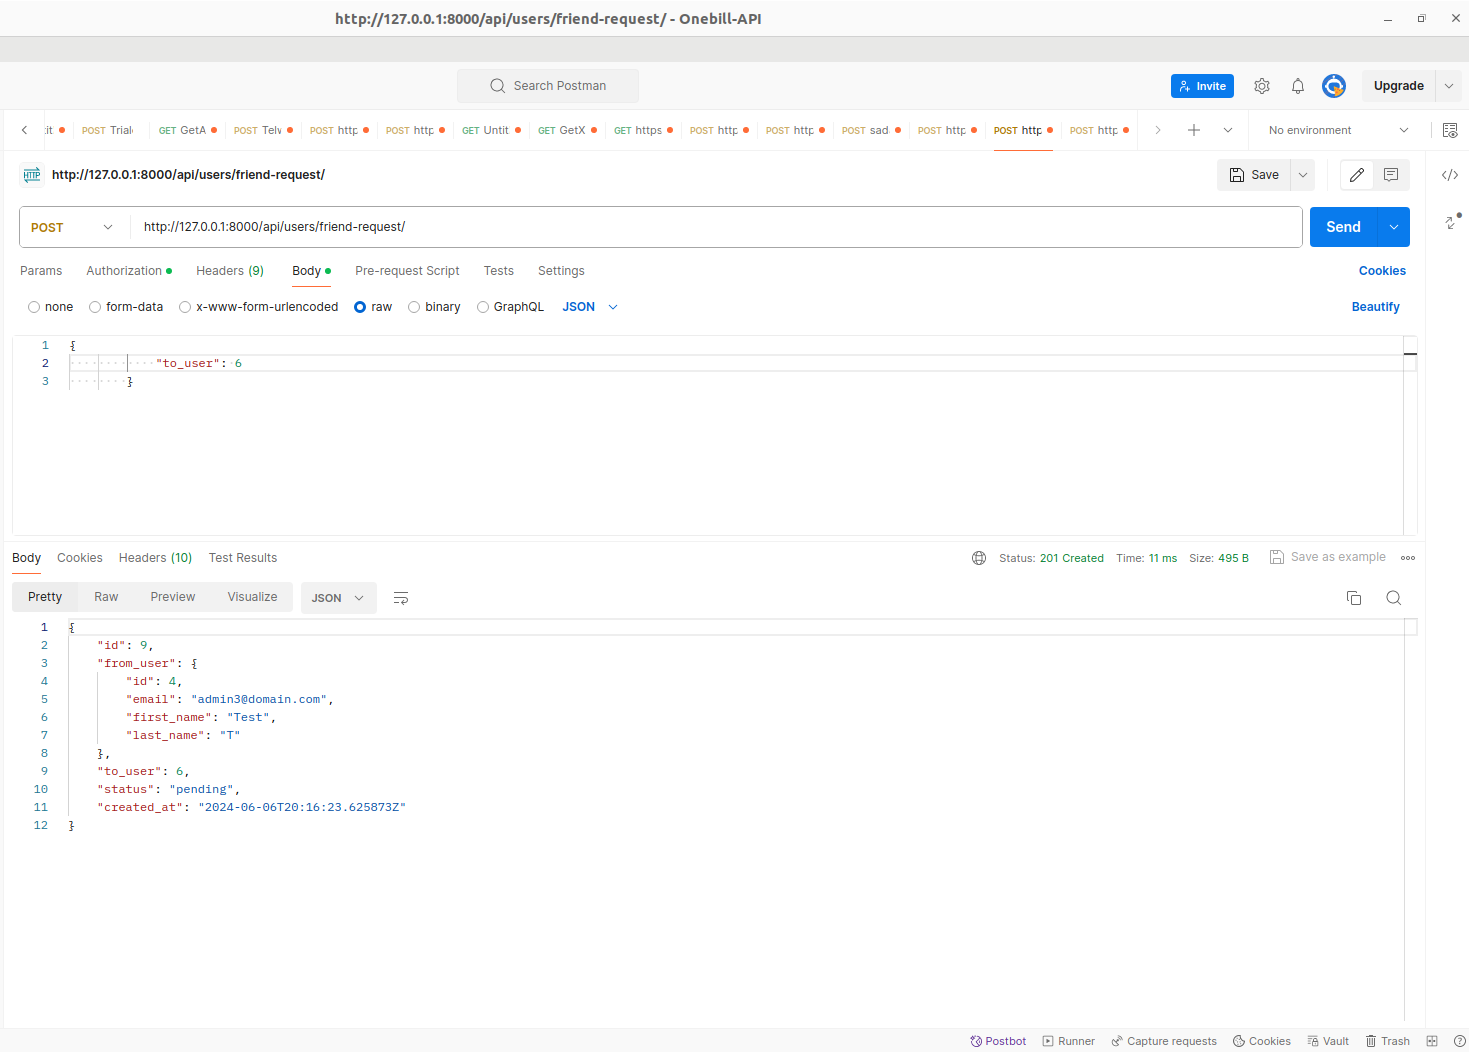 http://127.0.0.1:8000/api/users/friend-request/ - Onebill-API
Search Postman
Invite
Upgrade
it POST Trial GET GetA POST Telv POST http POST http GET Untit GET GetX GET https POST http POST http POST sad POST http POST http POST http No environment
HTTP http://127.0.0.1:8000/api/users/friend-request/ Save
POST http://127.0.0.1:8000/api/users/friend-request/ Send
Params Authorization Headers (9) Body Pre-request Script Tests Settings Cookies
none form-data x-www-form-urlencoded raw binary GraphQL JSON Beautify
1 {
2 "to_user": 6
3 }
Body Cookies Headers (10) Test Results Status: 201 Created Time: 11 ms Size: 495 B Save as example
Pretty Raw Preview Visualize JSON
1 {
2 "id": 9,
3 "from_user": {
4 "id": 4,
5 "email": "admin3@domain.com",
6 "first_name": "Test",
7 "last_name": "T"
8 },
9 "to_user": 6,
10 "status": "pending",
11 "created_at": "2024-06-06T20:16:23.625873Z"
12 }
Postbot Runner Capture requests Cookies Vault Trash